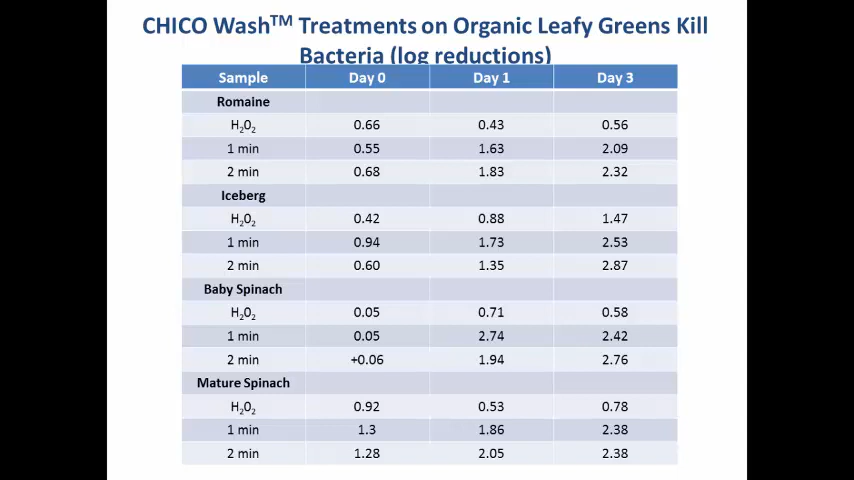 CHICO Wash™ Treatments on Organic Leafy Greens Kill
Bacteria (log reductions)
Sample Day 0 Day 1 Day 3
Romaine
H₂0₂ 0.66 0.43 0.56
1 min 0.55 1.63 2.09
2 min 0.68 1.83 2.32
Iceberg
H₂0₂ 0.42 0.88 1.47
1 min 0.94 1.73 2.53
2 min 0.60 1.35 2.87
Baby Spinach
H₂0₂ 0.05 0.71 0.58
1 min 0.05 2.74 2.42
2 min +0.06 1.94 2.76
Mature Spinach
H₂0₂ 0.92 0.53 0.78
1 min 1.3 1.86 2.38
2 min 1.28 2.05 2.38